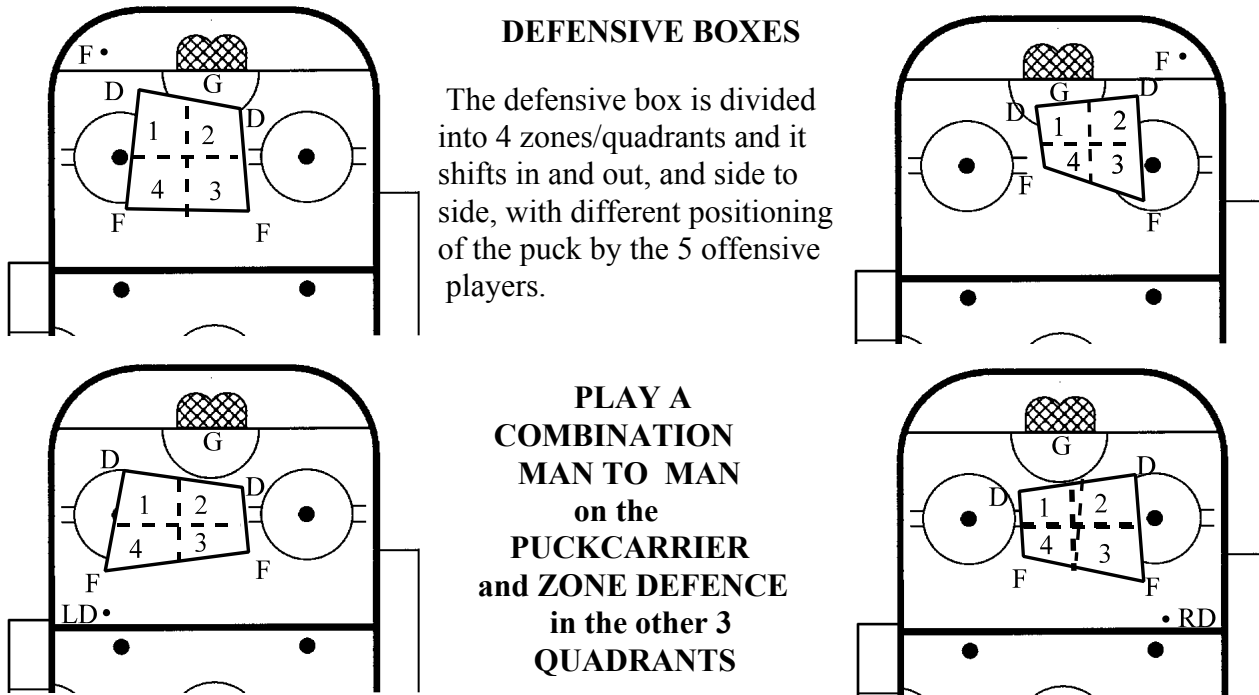 DEFENSIVE BOXES
The defensive box is divided
into 4 zones/quadrants and it
shifts in and out, and side to
side, with different positioning
of the puck by the 5 offensive
players.
F
G
D
D
1 2
4 3
F
F
F
G
D
D
1 2
4 3
F
F
PLAY A
COMBINATION
MAN TO MAN
on the
PUCKCARRIER
and ZONE DEFENCE
in the other 3
QUADRANTS
G
D
D
1 2
4 3
F
F
LD
G
D
D
1 2
4 3
F
F
RD